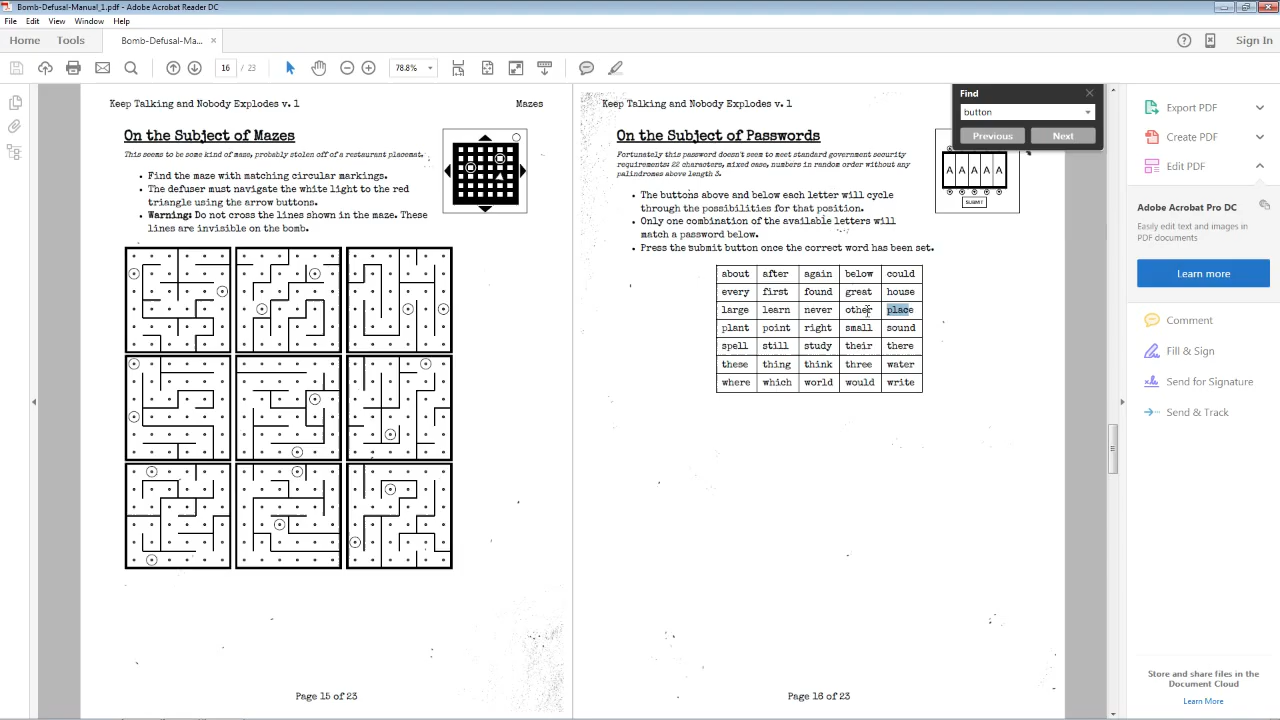 Bomb-Defusal-Manual_1.pdf - Adobe Acrobat Reader DC
File Edit View Window Help
Home Tools Bomb-Defusal-Ma... × Sign In
16 / 23 78.8%
Find
button
Previous Next
Keep Talking and Nobody Explodes v. 1 Mazes
On the Subject of Mazes
This seems to be some kind of maze, probably stolen off of a restaurant placemat.
• Find the maze with matching circular markings.
• The defuser must navigate the white light to the red
triangle using the arrow buttons.
• Warning: Do not cross the lines shown in the maze. These
lines are invisible on the bomb.
Page 15 of 23
Keep Talking and Nobody Explodes v. 1
On the Subject of Passwords
Fortunately this password doesn't seem to meet standard government security
requirements: 22 characters, mixed case, numbers in random order without any
palindromes above length 3.
• The buttons above and below each letter will cycle
through the possibilities for that position.
• Only one combination of the available letters will
match a password below.
• Press the submit button once the correct word has been set.
A A A A A
SUBMIT
about after again below could
every first found great house
large learn never other place
plant point right small sound
spell still study their there
these thing think three water
where which world would write
Page 16 of 23
Export PDF
Create PDF
Edit PDF
Adobe Acrobat Pro DC
Easily edit text and images in
PDF documents
Learn more
Comment
Fill & Sign
Send for Signature
Send & Track
Store and share files in the
Document Cloud
Learn More